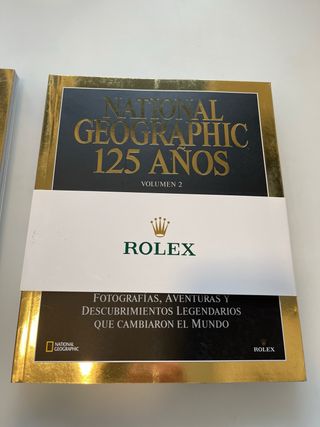 NATIONAL
GEOGRAPHIC
125 AÑOS
VOLUMEN 2
ROLEX
FOTOGRAFÍAS, AVENTURAS Y
DESCUBRIMIENTOS LEGENDARIOS
QUE CAMBIARON EL MUNDO
NATIONAL
GEOGRAPHIC
ROLEX